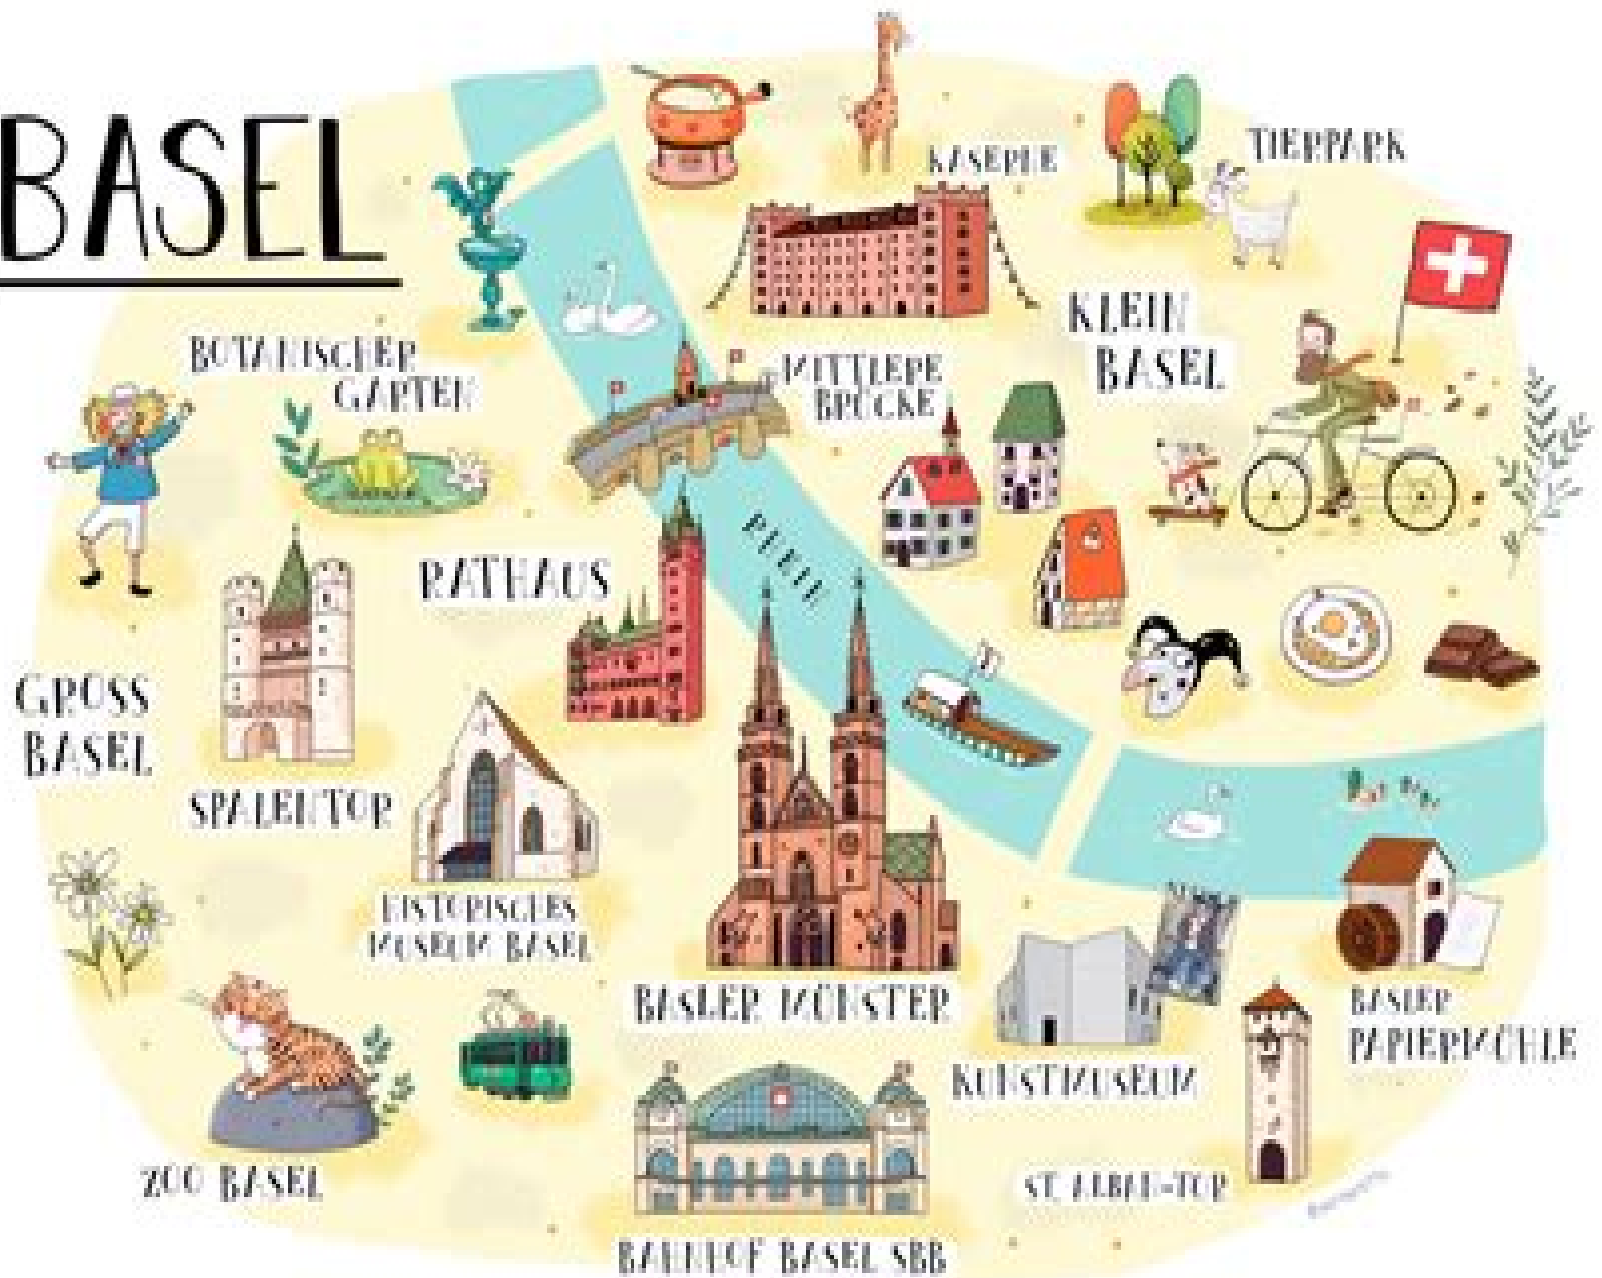 BASEL
KASERNE
TIERPARK
KLEIN
BASEL
BOTANISCHER
GARTEN
MITTLERE
BRÜCKE
RHEIN
RATHAUS
GROSS
BASEL
SPALENTOR
HISTORISCHES
MUSEUM BASEL
BASLER MÜNSTER
BASLER
PAPIERMÜHLE
KUNSTMUSEUM
ZOO BASEL
ST. ALBAN-TOR
BAHNHOF BASEL SBB